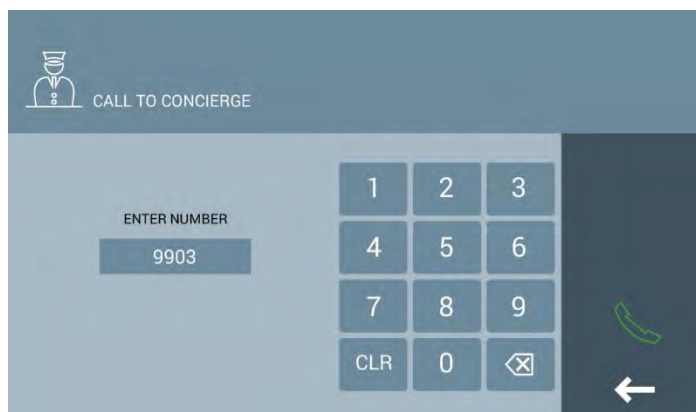 CALL TO CONCIERGE
ENTER NUMBER
9903
1 2 3
4 5 6
7 8 9
CLR 0